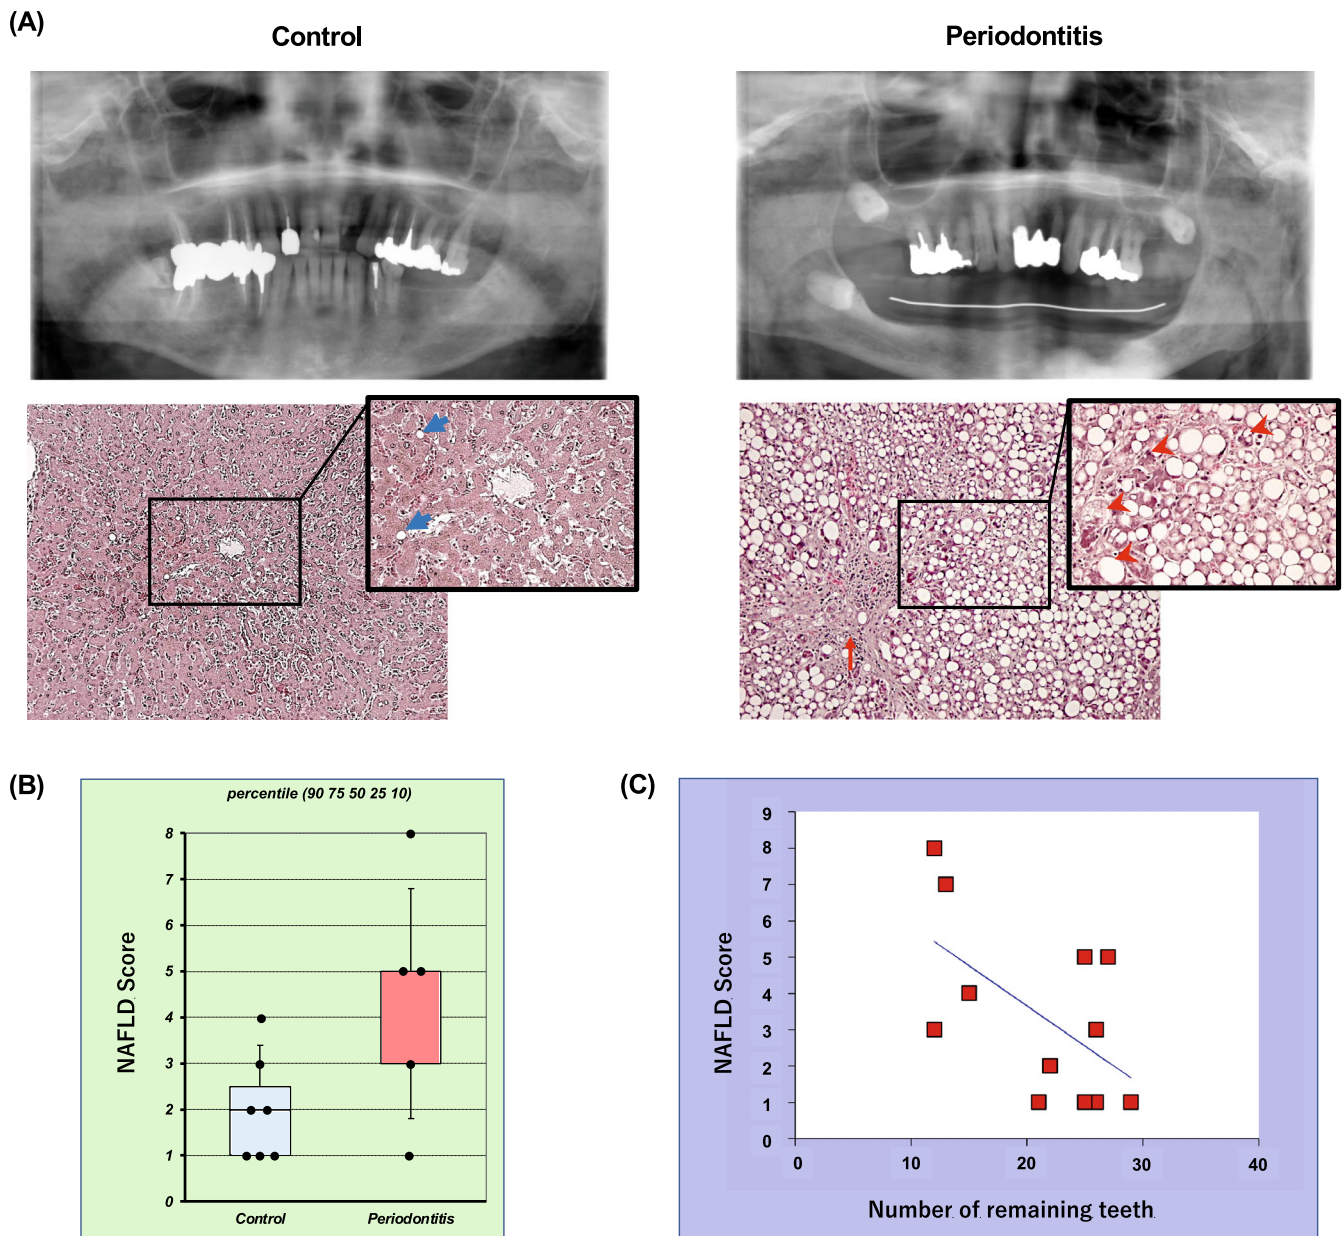 (A)
Control
Periodontitis
(B)
percentile (90 75 50 25 10)
NAFLD Score
8
7
6
5
4
3
2
1
0
Control
Periodontitis
(C)
NAFLD Score
9
8
7
6
5
4
3
2
1
0
0
10
20
30
40
Number of remaining teeth